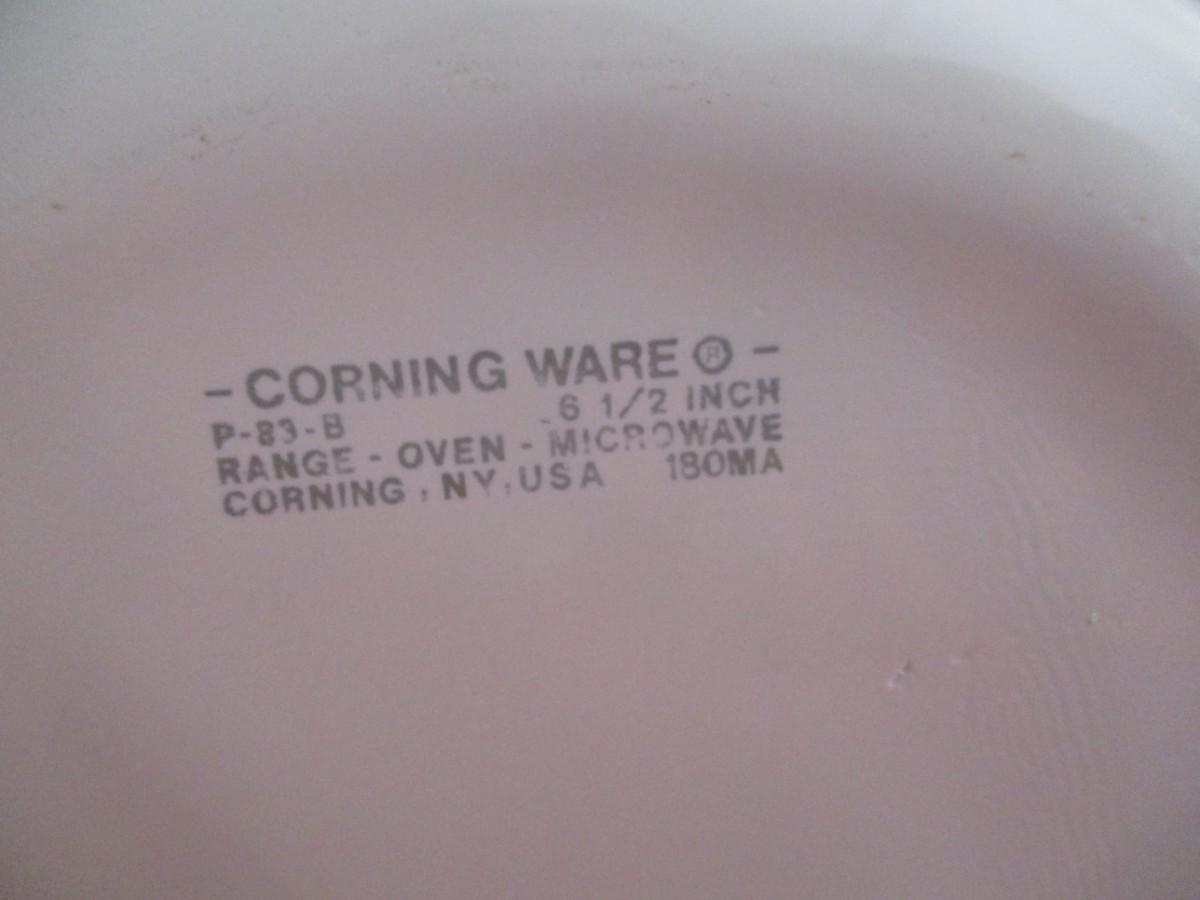 - CORNING WARE ® -
P-83-B 6 1/2 INCH
RANGE - OVEN - MICROWAVE
CORNING, NY, USA 180MA